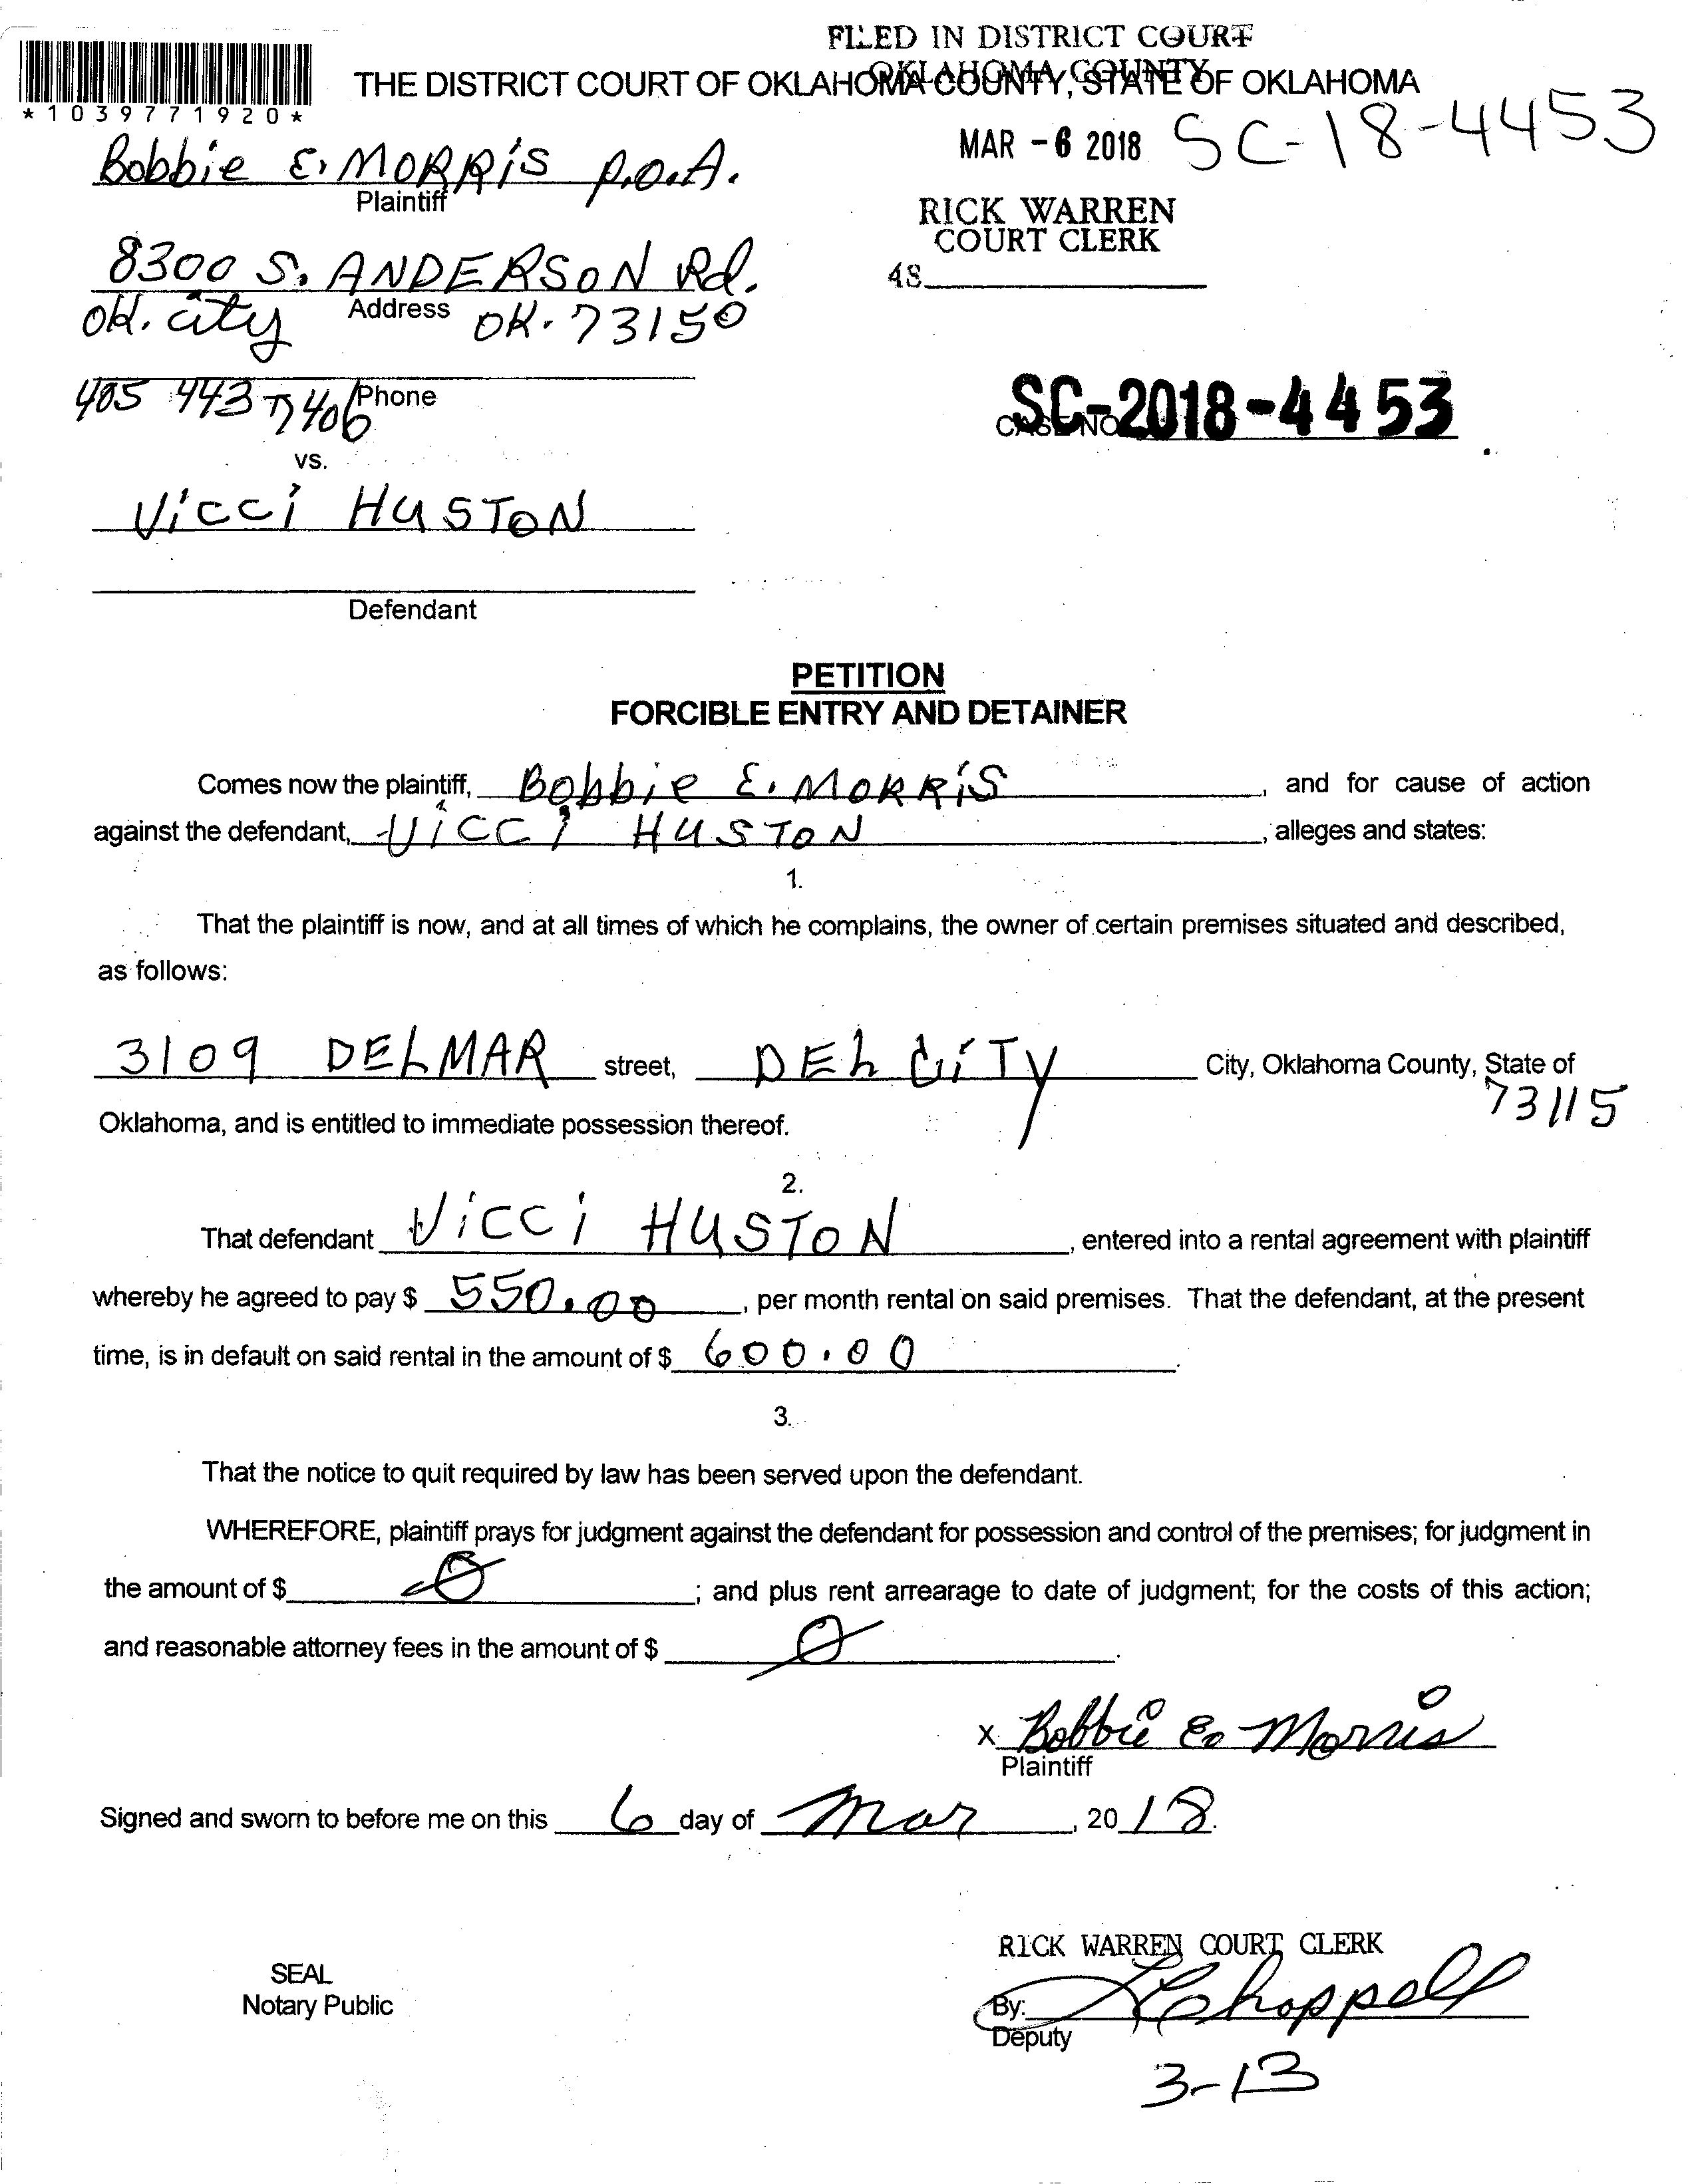 FILED IN DISTRICT COURT
OKLAHOMA COUNTY
THE DISTRICT COURT OF OKLAHOMA COUNTY, STATE OF OKLAHOMA
*1039771920*
MAR - 6 2018 SC-18-4453
Bobbie E. MORRiS P.O.A.
Plaintiff
RICK WARREN
COURT CLERK
8300 S. ANDERSON Rd.
48
Address
Ok. City OK. 73150
405 443 7406 Phone
SC-2018-4453
CASE NO
vs.
Vicci HUSTON
Defendant
PETITION
FORCIBLE ENTRY AND DETAINER
Comes now the plaintiff, Bobbie E. MORRiS, and for cause of action
against the defendant, Vicci HUSTON, alleges and states:
1.
That the plaintiff is now, and at all times of which he complains, the owner of certain premises situated and described,
as follows:
3109 DELMAR street, DEL CiTY City, Oklahoma County, State of
73115
Oklahoma, and is entitled to immediate possession thereof.
2.
That defendant Vicci HUSTON, entered into a rental agreement with plaintiff
whereby he agreed to pay $ 550.00, per month rental on said premises. That the defendant, at the present
time, is in default on said rental in the amount of $ 600.00.
3.
That the notice to quit required by law has been served upon the defendant.
WHEREFORE, plaintiff prays for judgment against the defendant for possession and control of the premises; for judgment in
the amount of $ 0; and plus rent arrearage to date of judgment; for the costs of this action;
and reasonable attorney fees in the amount of $ 0.
x Bobbie E. Morris
Plaintiff
Signed and sworn to before me on this 6 day of Mar, 2018.
RICK WARREN COURT CLERK
SEAL
Notary Public
By: Chappell
Deputy
3-13